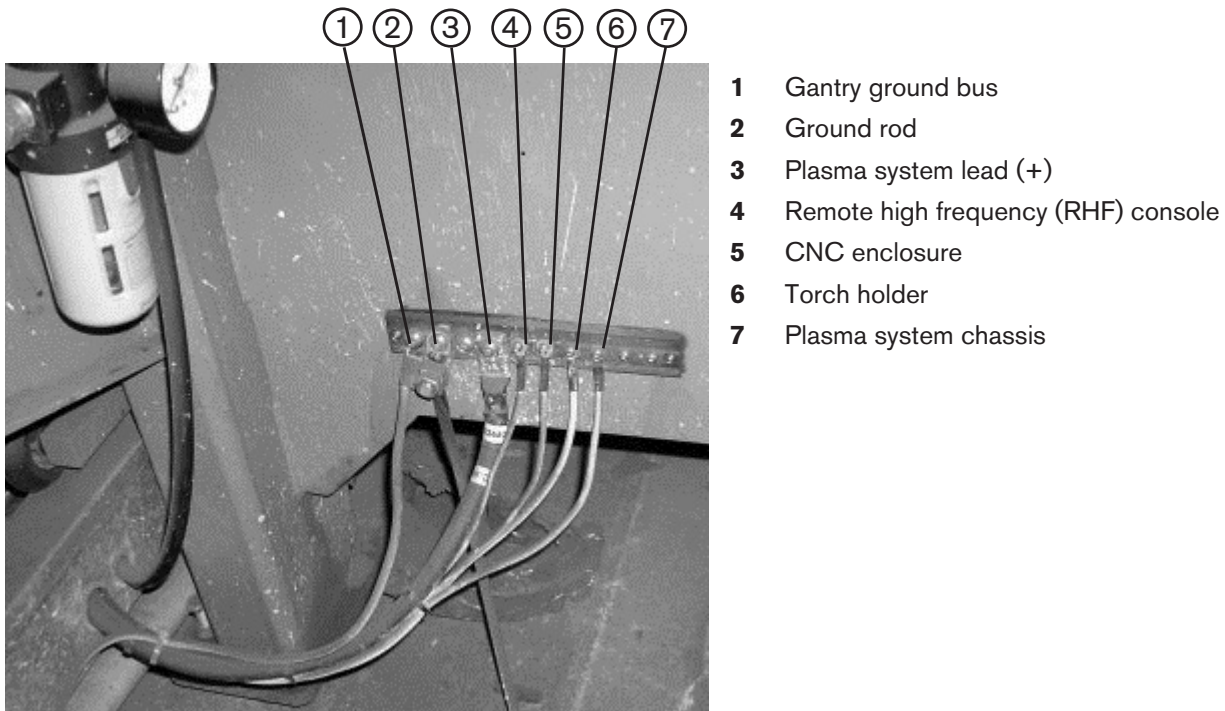 1 2 3 4 5 6 7
1 Gantry ground bus
2 Ground rod
3 Plasma system lead (+)
4 Remote high frequency (RHF) console
5 CNC enclosure
6 Torch holder
7 Plasma system chassis